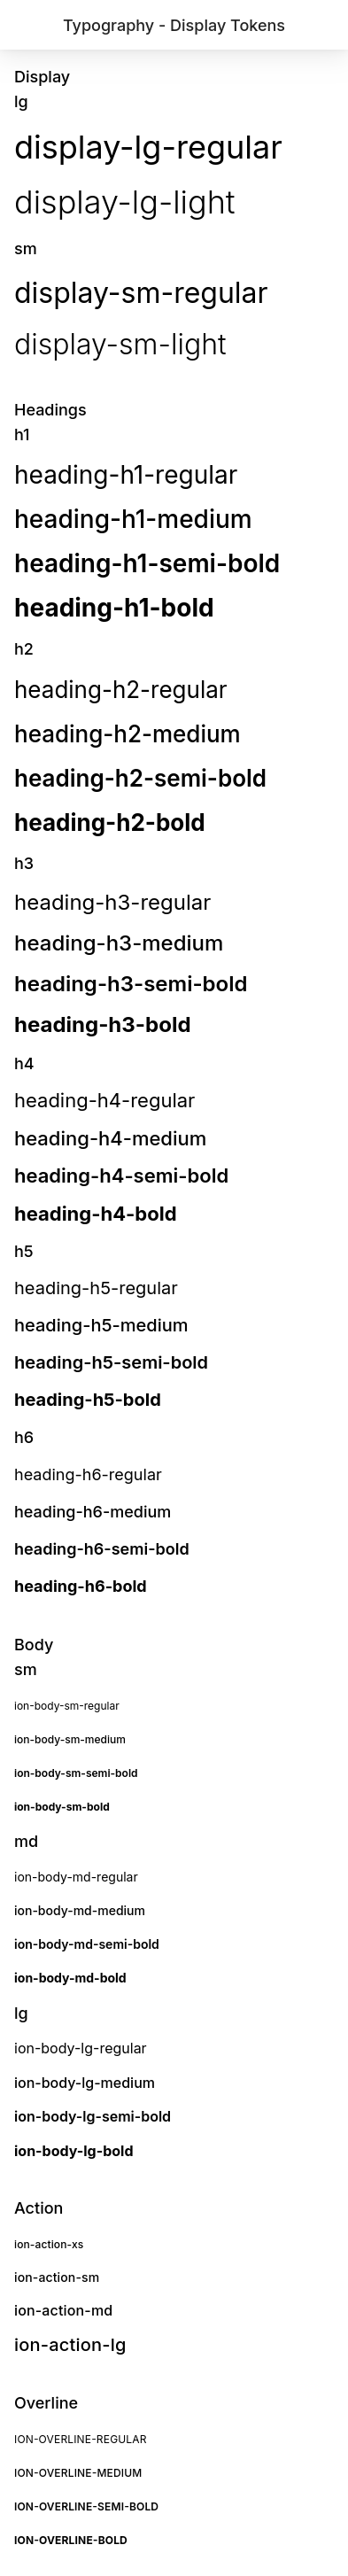 Typography - Display Tokens
Display
lg
display-lg-regular
display-lg-light
sm
display-sm-regular
display-sm-light
Headings
h1
heading-h1-regular
heading-h1-medium
heading-h1-semi-bold
heading-h1-bold
h2
heading-h2-regular
heading-h2-medium
heading-h2-semi-bold
heading-h2-bold
h3
heading-h3-regular
heading-h3-medium
heading-h3-semi-bold
heading-h3-bold
h4
heading-h4-regular
heading-h4-medium
heading-h4-semi-bold
heading-h4-bold
h5
heading-h5-regular
heading-h5-medium
heading-h5-semi-bold
heading-h5-bold
h6
heading-h6-regular
heading-h6-medium
heading-h6-semi-bold
heading-h6-bold
Body
sm
ion-body-sm-regular
ion-body-sm-medium
ion-body-sm-semi-bold
ion-body-sm-bold
md
ion-body-md-regular
ion-body-md-medium
ion-body-md-semi-bold
ion-body-md-bold
lg
ion-body-lg-regular
ion-body-lg-medium
ion-body-lg-semi-bold
ion-body-lg-bold
Action
ion-action-xs
ion-action-sm
ion-action-md
ion-action-lg
Overline
ION-OVERLINE-REGULAR
ION-OVERLINE-MEDIUM
ION-OVERLINE-SEMI-BOLD
ION-OVERLINE-BOLD